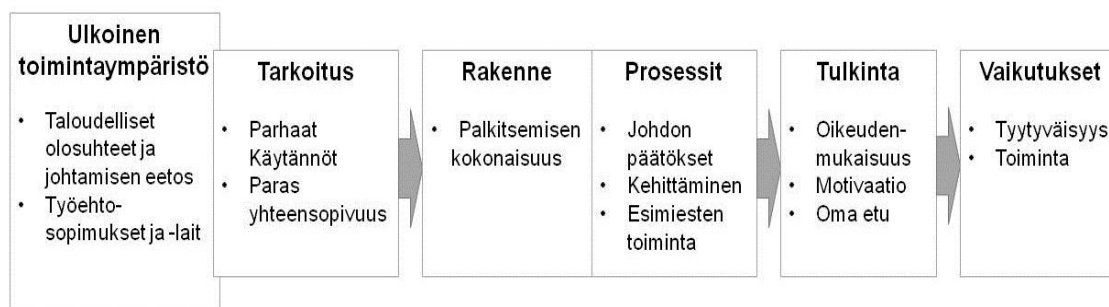 Ulkoinen
toimintaympäristö
• Taloudelliset
olosuhteet ja
johtamisen eetos
• Työehto-
sopimukset ja -lait
Tarkoitus
• Parhaat
Käytännöt
• Paras
yhteensopivuus
Rakenne
• Palkitsemisen
kokonaisuus
Prosessit
• Johdon
päätökset
• Kehittäminen
• Esimiesten
toiminta
Tulkinta
• Oikeuden-
mukaisuus
• Motivaatio
• Oma etu
Vaikutukset
• Tyytyväisyys
• Toiminta